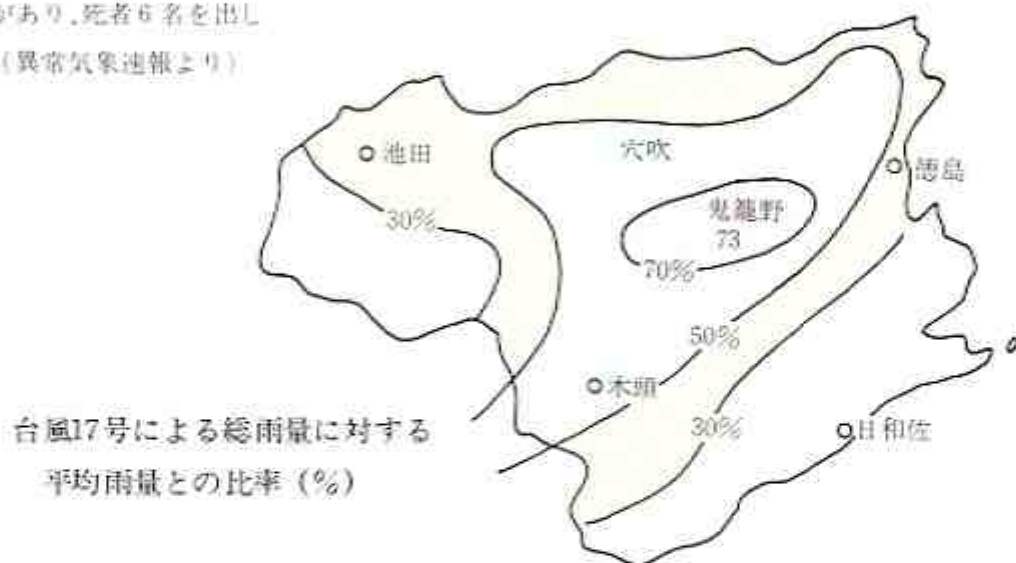 があり、死者6名を出し
(異常気象速報より)
池田
穴吹
徳島
30%
鬼籠野
73
70%
50%
木頭
30%
日和佐
台風17号による総雨量に対する
平均雨量との比率(%)